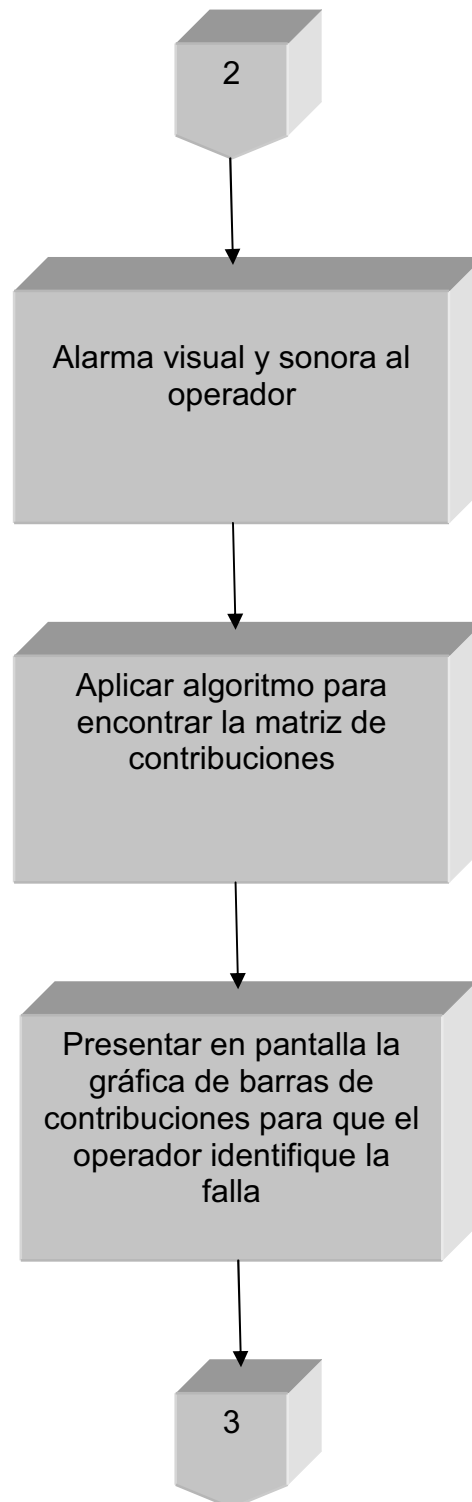 2
Alarma visual y sonora al
operador
Aplicar algoritmo para
encontrar la matriz de
contribuciones
Presentar en pantalla la
gráfica de barras de
contribuciones para que el
operador identifique la
falla
3